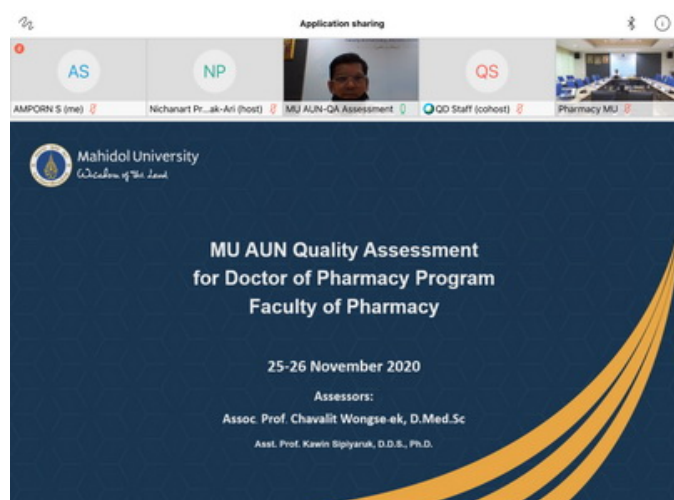 Application sharing
AS
NP
QS
AMPORN S (me)
Nichanart Pr...ak-Ari (host)
MU AUN-QA Assessment
QD Staff (cohost)
Pharmacy MU
Mahidol University
Wisdom of the Land
MU AUN Quality Assessment
for Doctor of Pharmacy Program
Faculty of Pharmacy
25-26 November 2020
Assessors:
Assoc. Prof. Chavalit Wongse-ek, D.Med.Sc
Asst. Prof. Kawin Sipiyaruk, D.D.S., Ph.D.